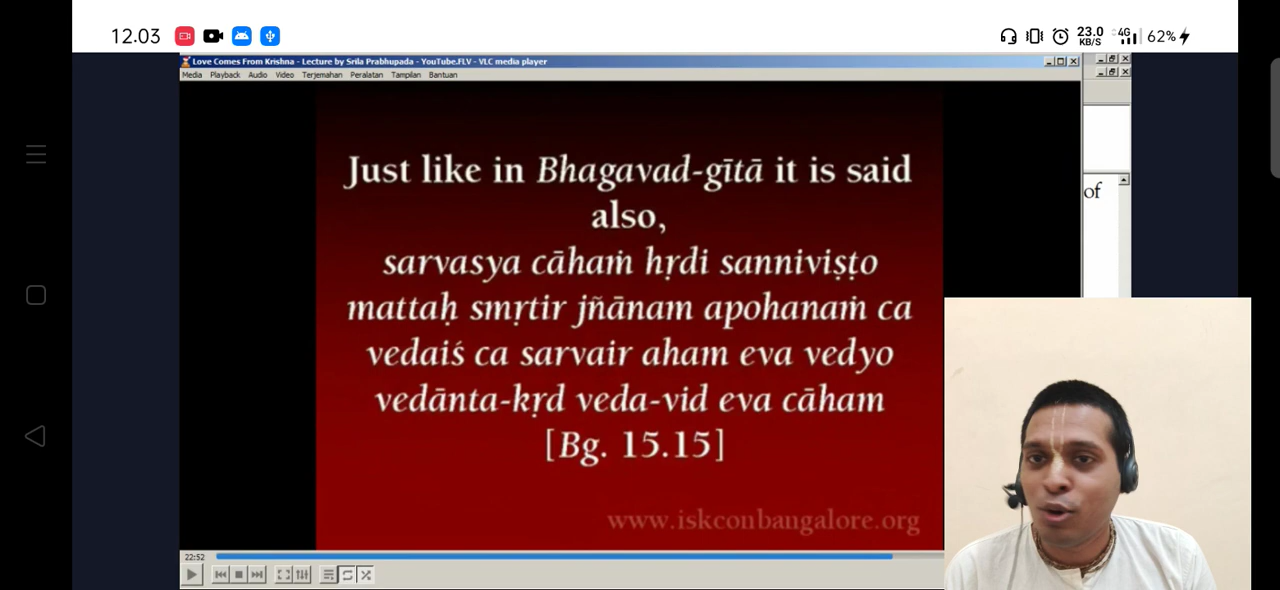 12.03
23.0
KB/S
4G
62%
Love Comes From Krishna - Lecture by Srila Prabhupada - YouTube.FLV - VLC media player
Media Playback Audio Video Terjemahan Peralatan Tampilan Bantuan
Just like in Bhagavad-gītā it is said
also,
sarvasya cāhaṁ hṛdi sanniviṣṭo
mattaḥ smṛtir jñānam apohanaṁ ca
vedaiś ca sarvair aham eva vedyo
vedānta-kṛd veda-vid eva cāham
[Bg. 15.15]
www.iskconbangalore.org
of
22:52